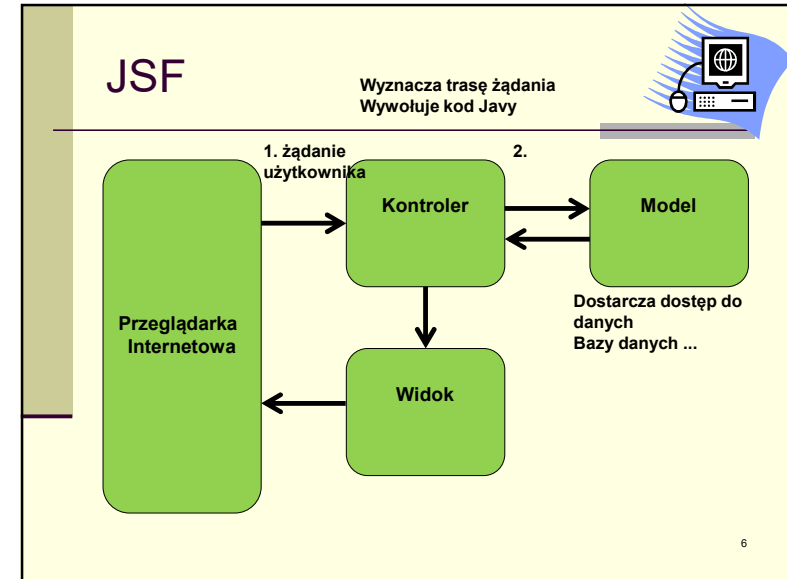 JSF
Wyznacza trasę żądania
Wywołuje kod Javy
1. żądanie
użytkownika
2.
Kontroler
Model
Przeglądarka
Internetowa
Dostarcza dostęp do
danych
Bazy danych ...
Widok
6